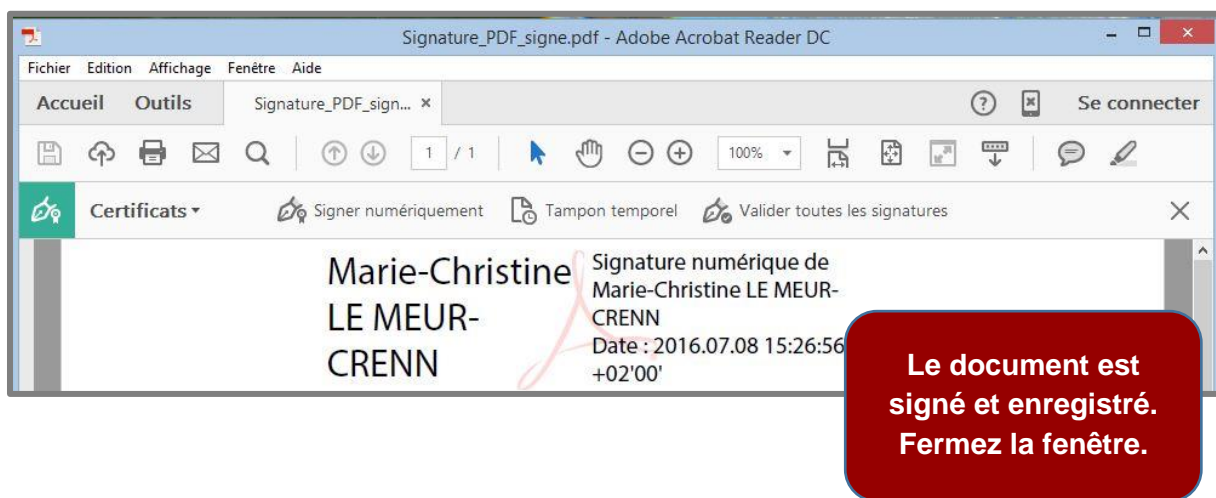 Signature_PDF_signe.pdf - Adobe Acrobat Reader DC
Fichier Edition Affichage Fenêtre Aide
Accueil Outils Signature_PDF_sign... × ? Se connecter
1 / 1 100%
Certificats Signer numériquement Tampon temporel Valider toutes les signatures
Marie-Christine
LE MEUR-
CRENN
Signature numérique de
Marie-Christine LE MEUR-
CRENN
Date : 2016.07.08 15:26:56
+02'00'
Le document est
signé et enregistré.
Fermez la fenêtre.